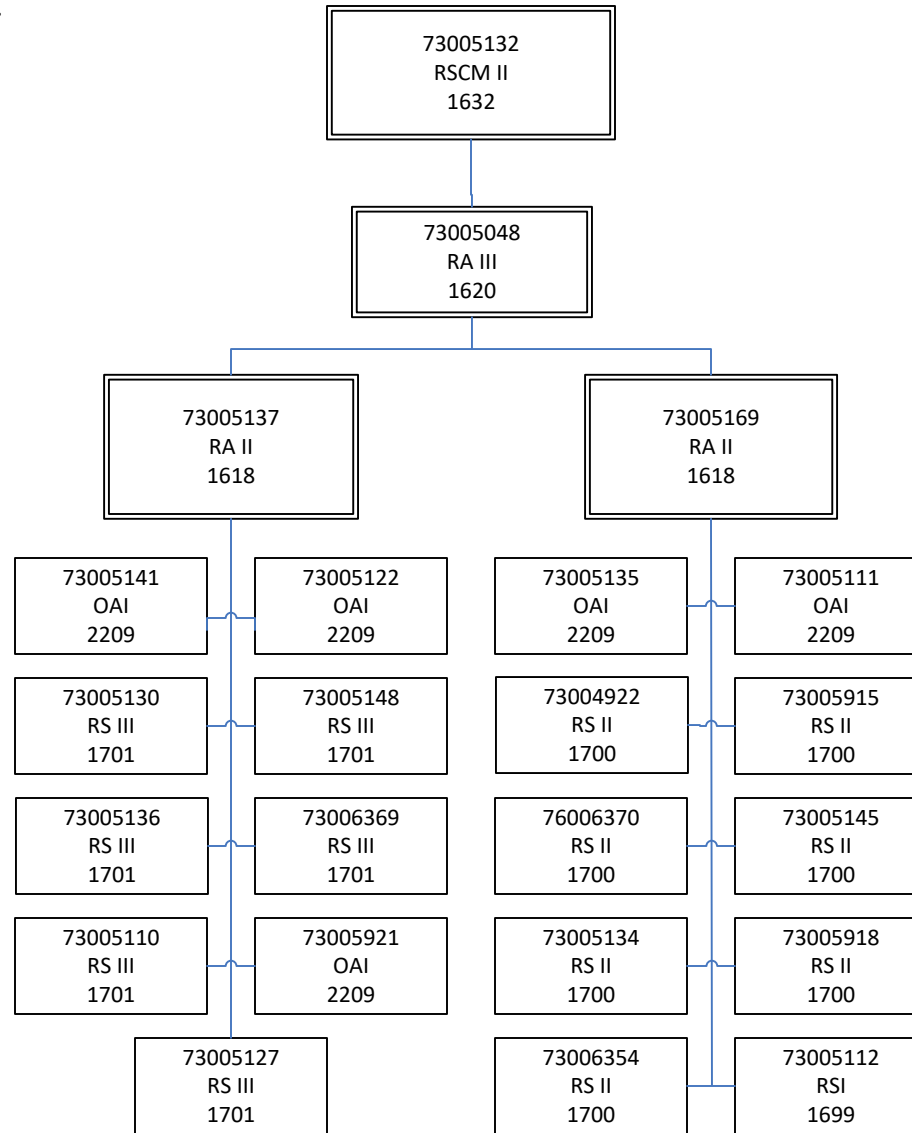 73005132
RSCM II
1632
73005048
RA III
1620
73005137
RA II
1618
73005169
RA II
1618
73005141
OAI
2209
73005122
OAI
2209
73005135
OAI
2209
73005111
OAI
2209
73005130
RS III
1701
73005148
RS III
1701
73004922
RS II
1700
73005915
RS II
1700
73005136
RS III
1701
73006369
RS III
1701
76006370
RS II
1700
73005145
RS II
1700
73005110
RS III
1701
73005921
OAI
2209
73005134
RS II
1700
73005918
RS II
1700
73005127
RS III
1701
73006354
RS II
1700
73005112
RSI
1699